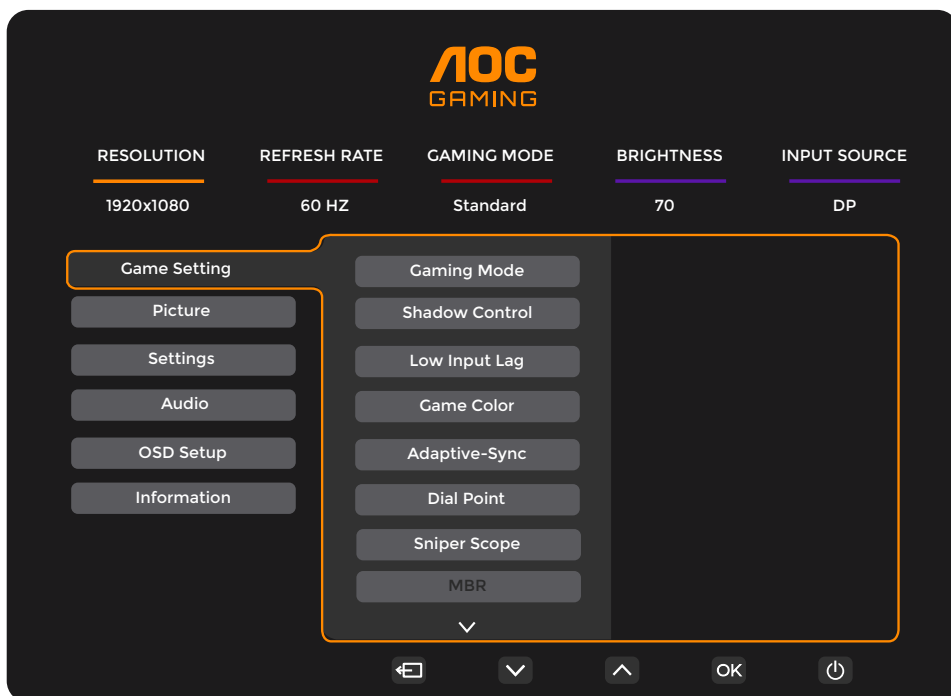 AOC
GAMING
RESOLUTION REFRESH RATE GAMING MODE BRIGHTNESS INPUT SOURCE
1920x1080 60 HZ Standard 70 DP
Game Setting
Picture
Settings
Audio
OSD Setup
Information
Gaming Mode
Shadow Control
Low Input Lag
Game Color
Adaptive-Sync
Dial Point
Sniper Scope
MBR
OK